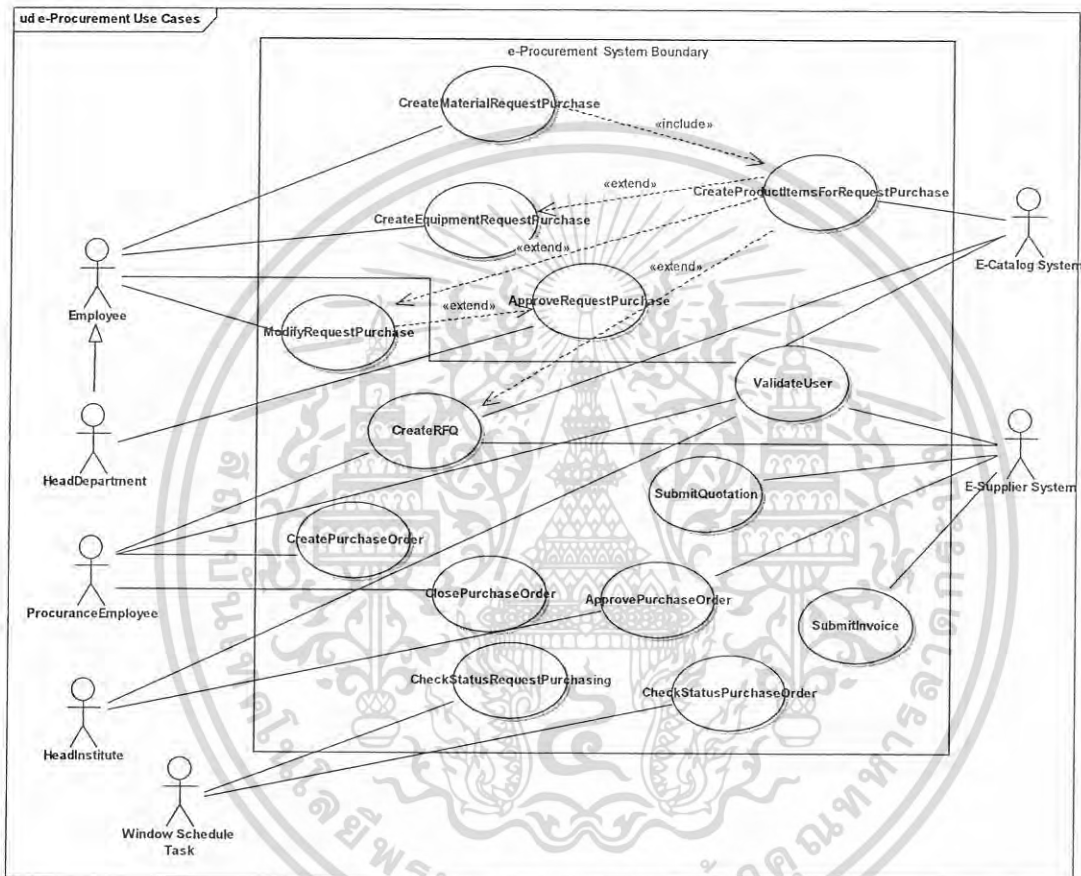 ud e-Procurement Use Cases
e-Procurement System Boundary
CreateMaterialRequestPurchase
«include»
«extend»
CreateProductItemsForRequestPurchase
CreateEquipmentRequestPurchase
«extend»
«extend»
E-Catalog System
Employee
ApproveRequestPurchase
«extend»
ModifyRequestPurchase
ValidateUser
CreateRFQ
HeadDepartment
E-Supplier System
SubmitQuotation
CreatePurchaseOrder
ProcuranceEmployee
ClosePurchaseOrder
ApprovePurchaseOrder
SubmitInvoice
CheckStatusRequestPurchasing
CheckStatusPurchaseOrder
HeadInstitute
Window Schedule
Task